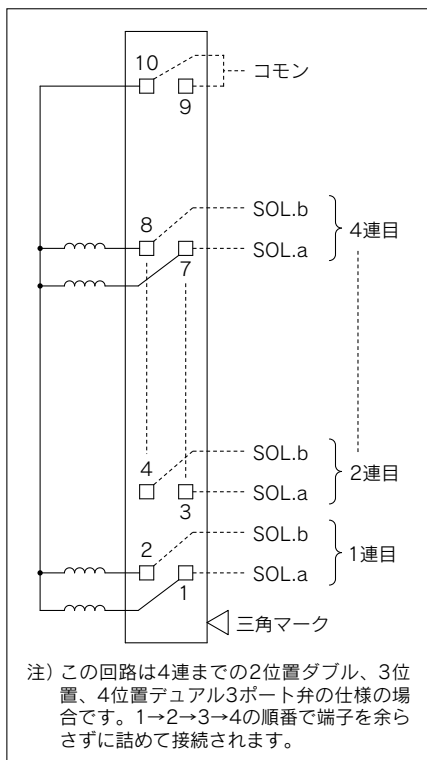 10
9
コモン
8
SOL.b
SOL.a
4連目
7
4
SOL.b
SOL.a
2連目
3
2
SOL.b
SOL.a
1連目
1
三角マーク
注）この回路は4連までの2位置ダブル、3位
置、4位置デュアル3ポート弁の仕様の場
合です。1→2→3→4の順番で端子を余ら
さずに詰めて接続されます。